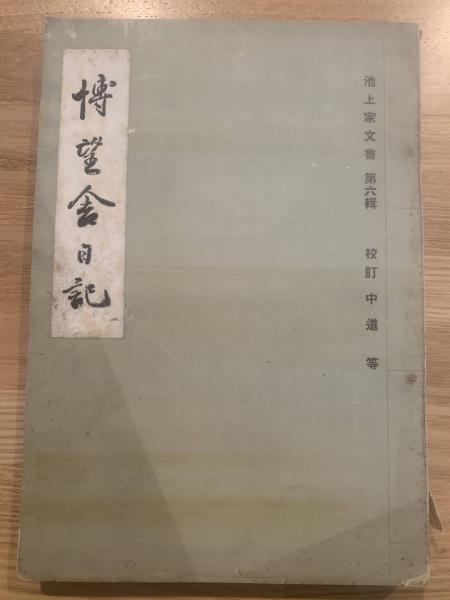 池上家文書 第六輯 校訂 中道 等
博望舎日記